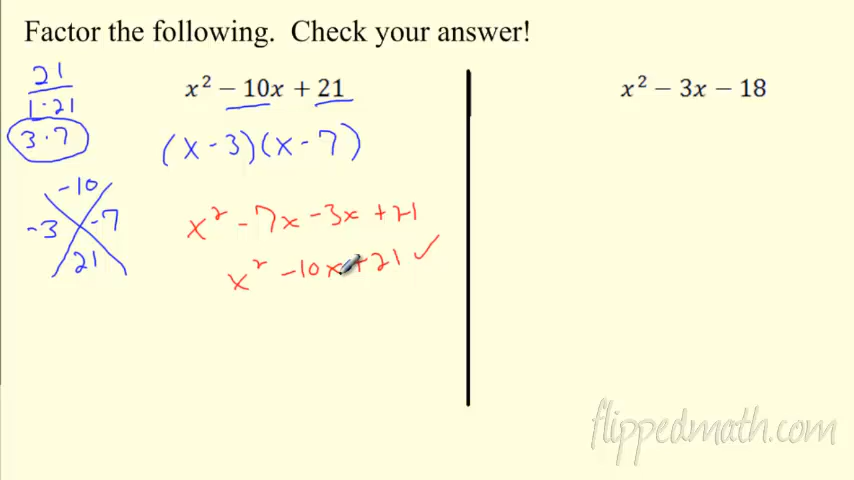 Factor the following. Check your answer!
21
1·21
3·7
x² − 10x + 21
(x - 3)(x - 7)
-10
-3 -7
21
x² - 7x - 3x + 21
x² - 10x + 21 ✓
x² − 3x − 18
flippedmath.com